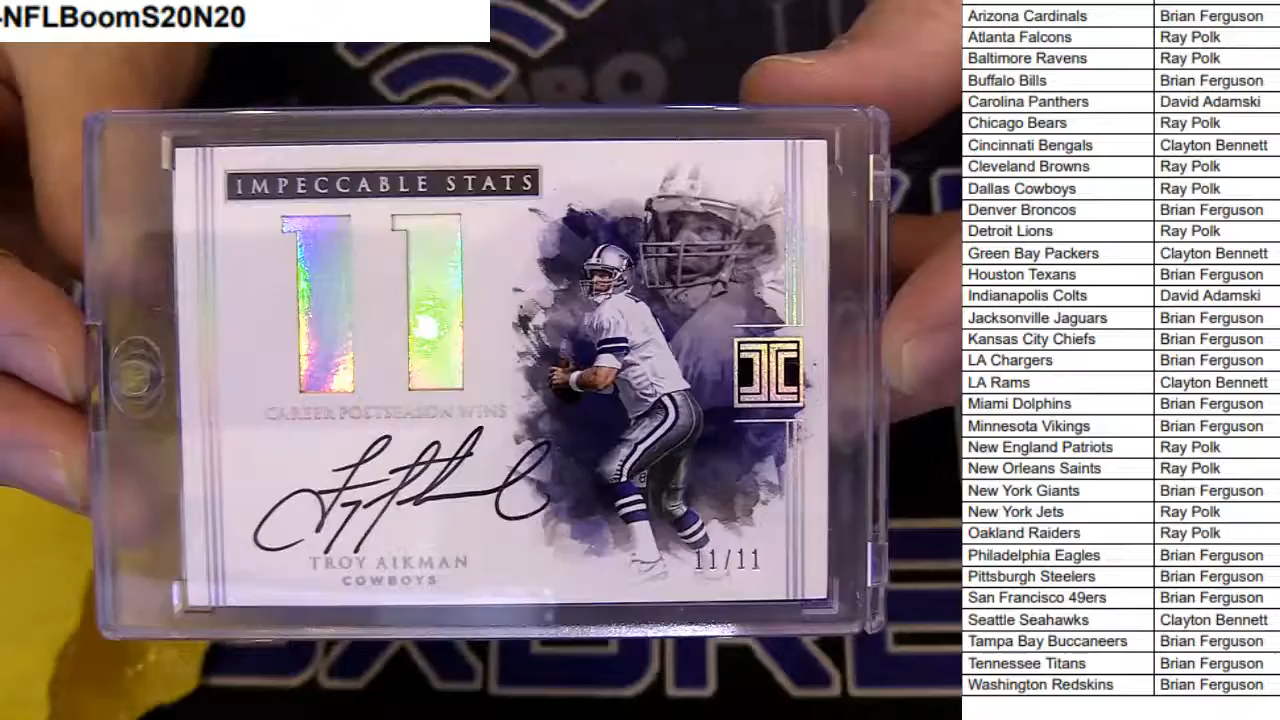 -NFLBoomS20N20
IMPECCABLE STATS
11
CAREER POSTSEASON WINS
Troy Aikman
TROY AIKMAN
COWBOYS
11/11
Arizona Cardinals Brian Ferguson
Atlanta Falcons Ray Polk
Baltimore Ravens Ray Polk
Buffalo Bills Brian Ferguson
Carolina Panthers David Adamski
Chicago Bears Ray Polk
Cincinnati Bengals Clayton Bennett
Cleveland Browns Ray Polk
Dallas Cowboys Ray Polk
Denver Broncos Brian Ferguson
Detroit Lions Ray Polk
Green Bay Packers Clayton Bennett
Houston Texans Brian Ferguson
Indianapolis Colts David Adamski
Jacksonville Jaguars Brian Ferguson
Kansas City Chiefs Brian Ferguson
LA Chargers Brian Ferguson
LA Rams Clayton Bennett
Miami Dolphins Brian Ferguson
Minnesota Vikings Brian Ferguson
New England Patriots Ray Polk
New Orleans Saints Ray Polk
New York Giants Brian Ferguson
New York Jets Ray Polk
Oakland Raiders Ray Polk
Philadelphia Eagles Brian Ferguson
Pittsburgh Steelers Brian Ferguson
San Francisco 49ers Brian Ferguson
Seattle Seahawks Clayton Bennett
Tampa Bay Buccaneers Brian Ferguson
Tennessee Titans Brian Ferguson
Washington Redskins Brian Ferguson